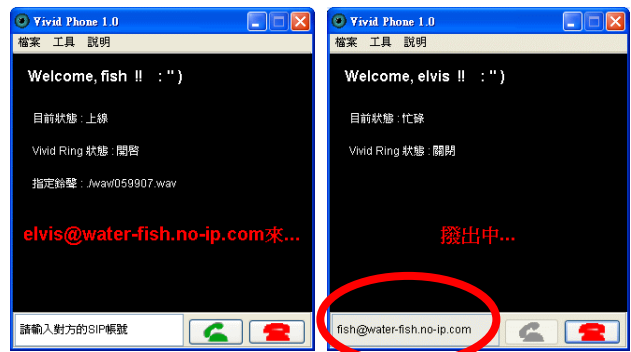 Vivid Phone 1.0
檔案 工具 說明
Welcome, fish !! : ")
目前狀態 : 上線
Vivid Ring 狀態 : 開啓
指定鈴聲 : ./wav/059907.wav
elvis@water-fish.no-ip.com來...
請輸入對方的SIP帳號
Vivid Phone 1.0
檔案 工具 說明
Welcome, elvis !! : ")
目前狀態 : 忙碌
Vivid Ring 狀態 : 關閉
撥出中...
fish@water-fish.no-ip.com